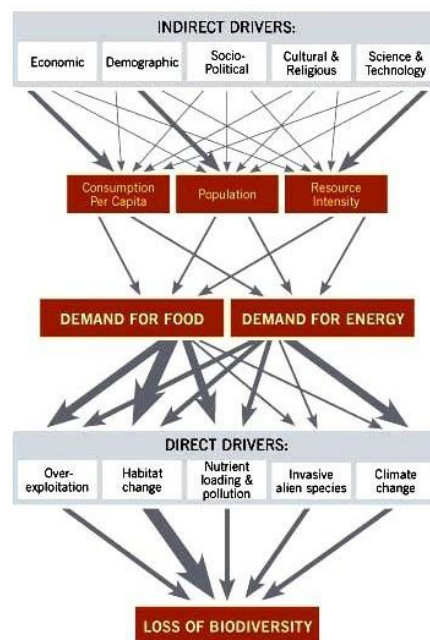 INDIRECT DRIVERS:
Economic
Demographic
Socio-
Political
Cultural &
Religious
Science &
Technology
Consumption
Per Capita
Population
Resource
Intensity
DEMAND FOR FOOD
DEMAND FOR ENERGY
DIRECT DRIVERS:
Over-
exploitation
Habitat
change
Nutrient
loading &
pollution
Invasive
alien species
Climate
change
LOSS OF BIODIVERSITY